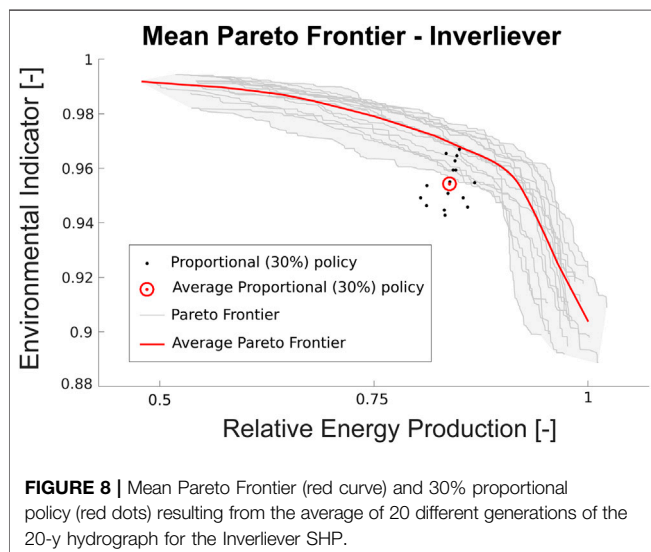 Mean Pareto Frontier - Inverliever
Environmental Indicator [-]
1
0.98
0.96
0.94
0.92
0.9
0.88
Proportional (30%) policy
Average Proportional (30%) policy
Pareto Frontier
Average Pareto Frontier
0.5
0.75
1
Relative Energy Production [-]
FIGURE 8 | Mean Pareto Frontier (red curve) and 30% proportional
policy (red dots) resulting from the average of 20 different generations of the
20-y hydrograph for the Inverliever SHP.